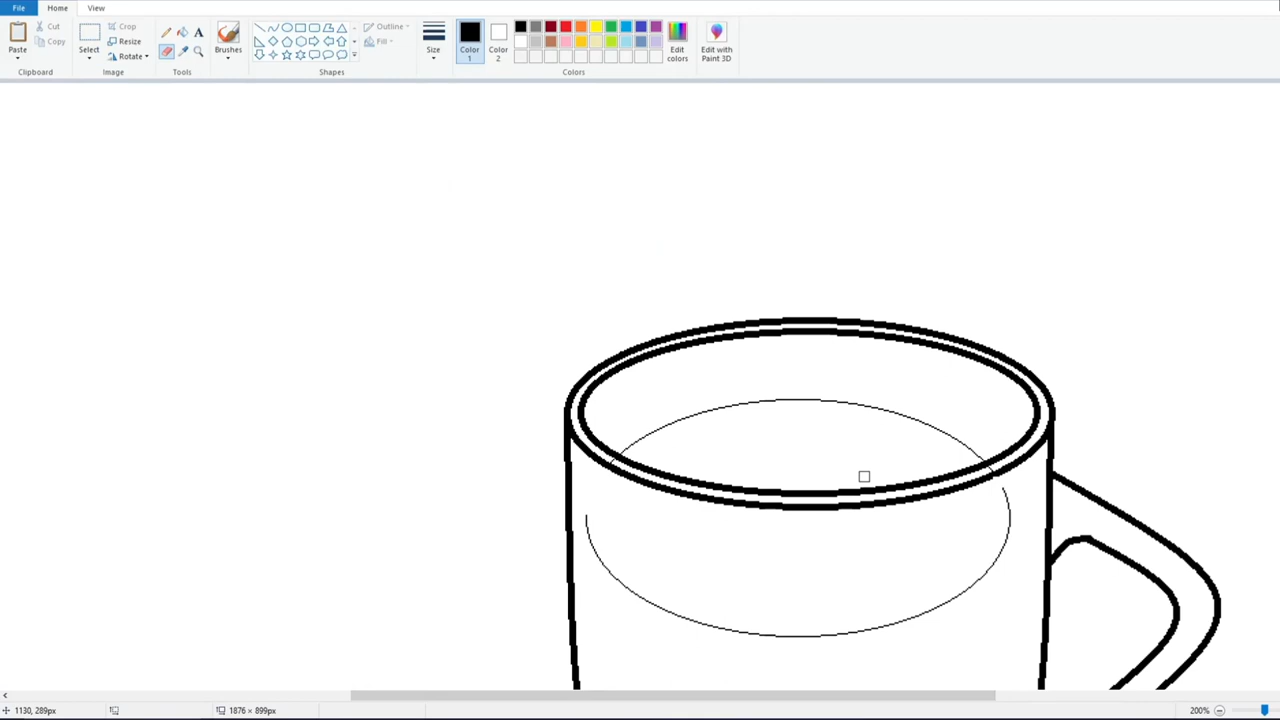 File Home View
Paste
Cut
Copy
Clipboard
Select
Crop
Resize
Rotate
Image
A
Tools
Brushes
Outline
Fill
Shapes
Size
Color
1
Color
2
Edit
colors
Colors
Edit with
Paint 3D
1130, 289px 1876 × 899px 200%